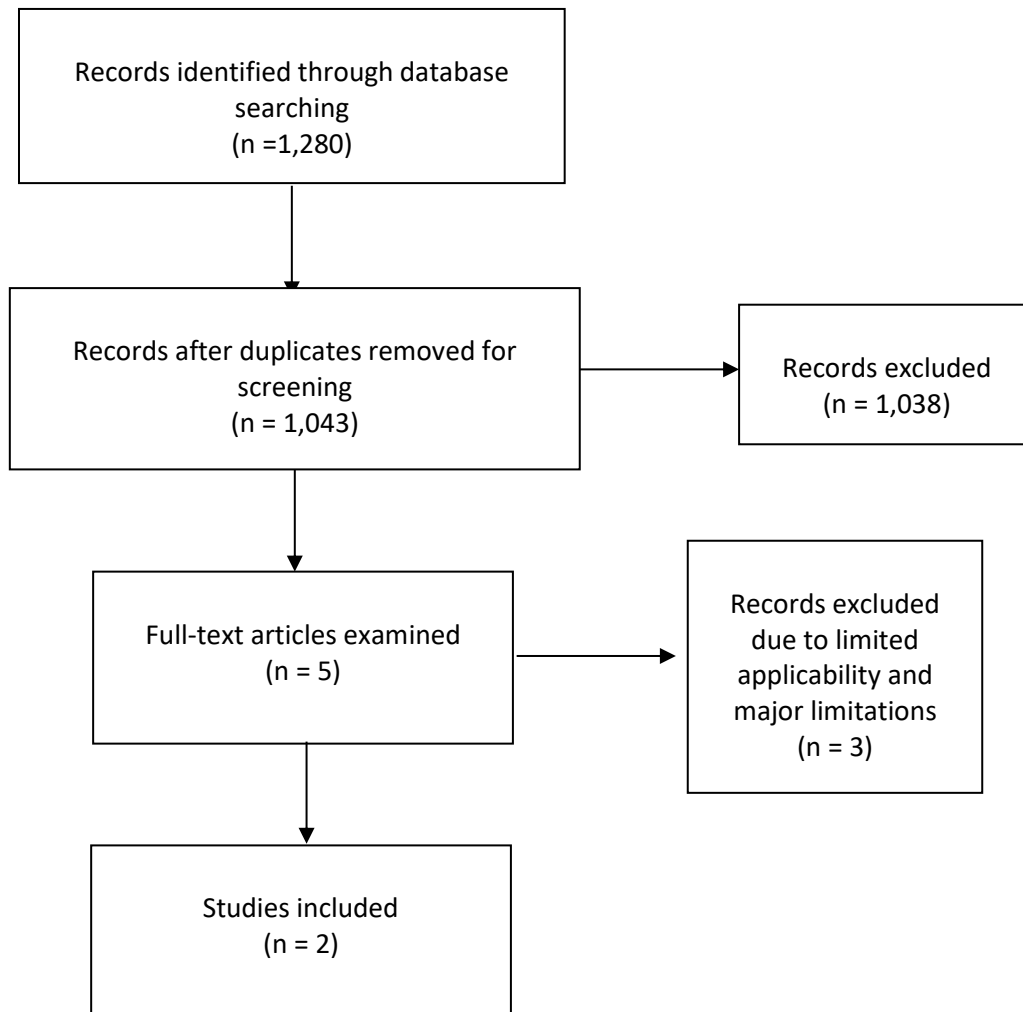 Records identified through database
searching
(n =1,280)
Records after duplicates removed for
screening
(n = 1,043)
Records excluded
(n = 1,038)
Full-text articles examined
(n = 5)
Records excluded
due to limited
applicability and
major limitations
(n = 3)
Studies included
(n = 2)